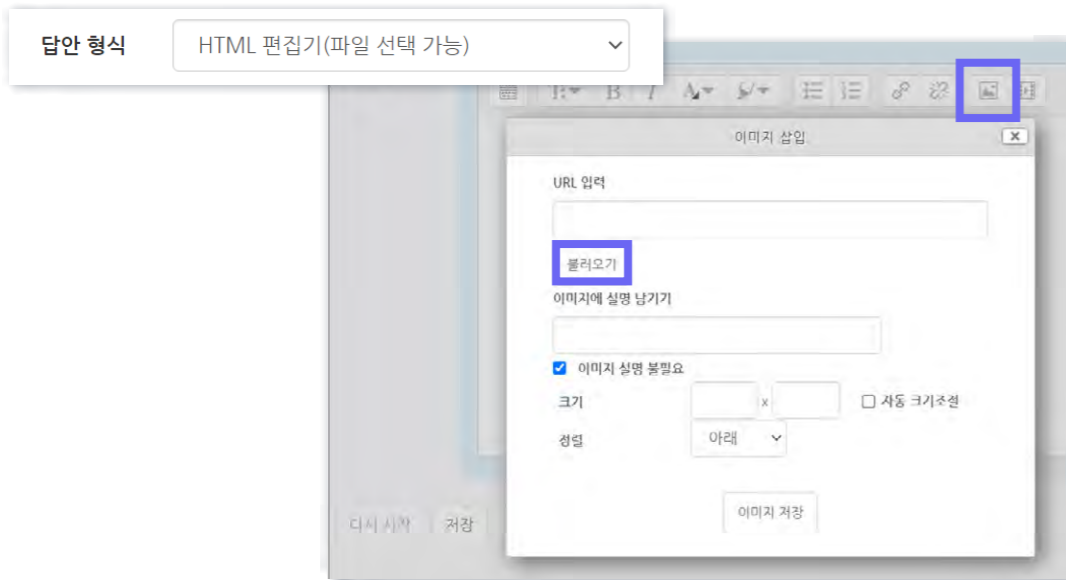 답안 형식
HTML 편집기(파일 선택 가능)
B I
이미지 삽입
URL 입력
불러오기
이미지에 설명 남기기
이미지 설명 불필요
크기 x 자동 크기조절
정렬 아래
이미지 저장
다시 시작 저장